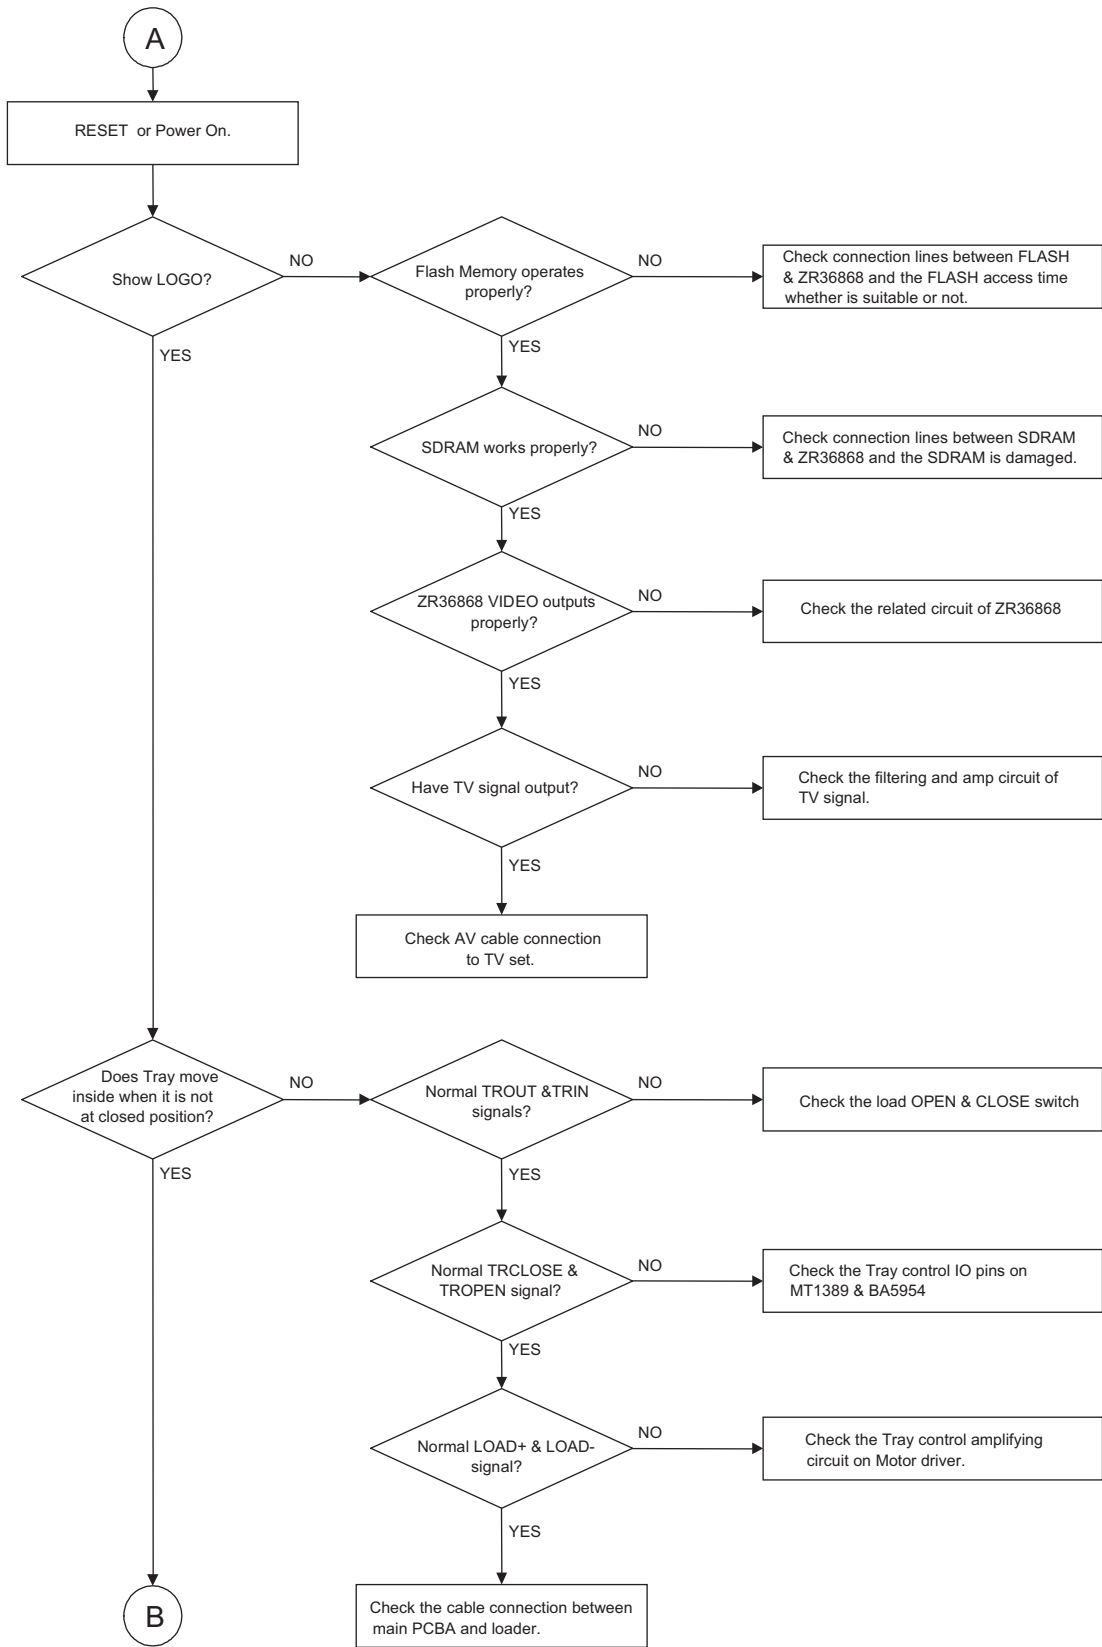 A
RESET or Power On.
Show LOGO?
NO
Flash Memory operates
properly?
NO
Check connection lines between FLASH
& ZR36868 and the FLASH access time
whether is suitable or not.
YES
YES
SDRAM works properly?
NO
Check connection lines between SDRAM
& ZR36868 and the SDRAM is damaged.
YES
ZR36868 VIDEO outputs
properly?
NO
Check the related circuit of ZR36868
YES
Have TV signal output?
NO
Check the filtering and amp circuit of
TV signal.
YES
Check AV cable connection
to TV set.
Does Tray move
inside when it is not
at closed position?
NO
Normal TROUT &TRIN
signals?
NO
Check the load OPEN & CLOSE switch
YES
YES
Normal TRCLOSE &
TROPEN signal?
NO
Check the Tray control IO pins on
MT1389 & BA5954
YES
Normal LOAD+ & LOAD-
signal?
NO
Check the Tray control amplifying
circuit on Motor driver.
YES
B
Check the cable connection between
main PCBA and loader.